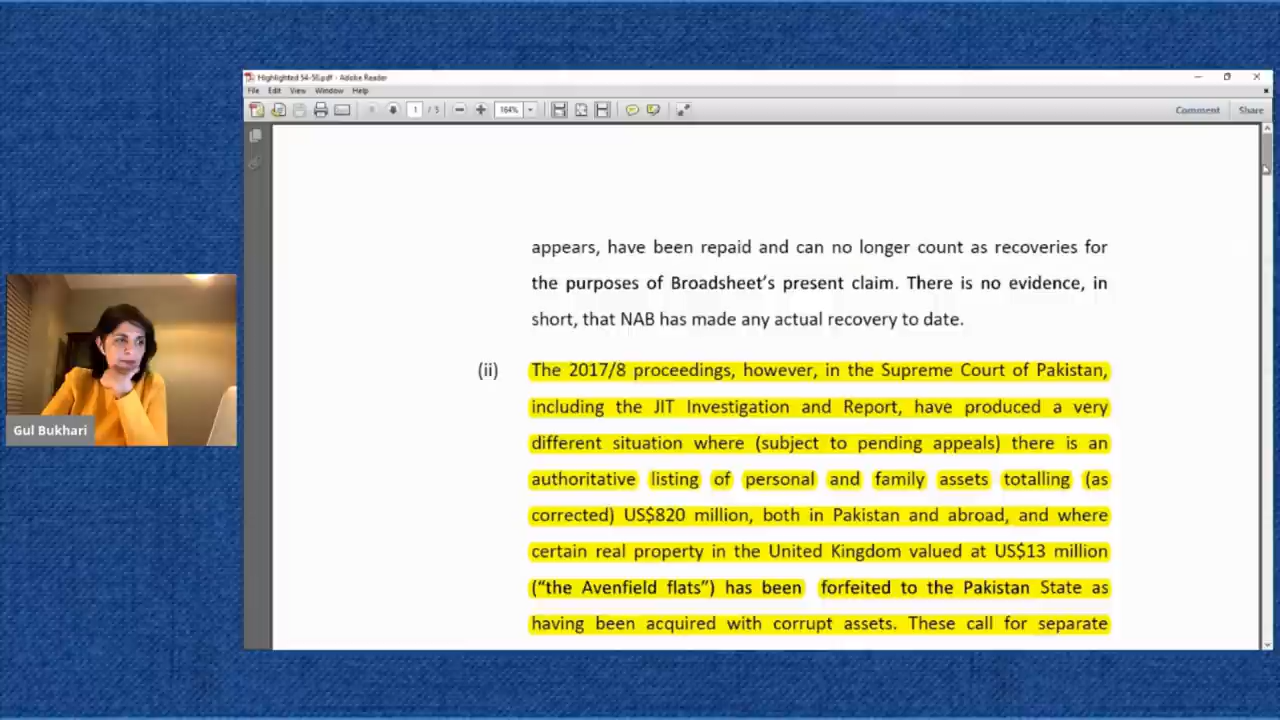 Highlighted 54-58.pdf - Adobe Reader
File Edit View Window Help
1 / 5
164%
Comment
Share
appears, have been repaid and can no longer count as recoveries for
the purposes of Broadsheet's present claim. There is no evidence, in
short, that NAB has made any actual recovery to date.
(ii) The 2017/8 proceedings, however, in the Supreme Court of Pakistan,
including the JIT Investigation and Report, have produced a very
different situation where (subject to pending appeals) there is an
authoritative listing of personal and family assets totalling (as
corrected) US$820 million, both in Pakistan and abroad, and where
certain real property in the United Kingdom valued at US$13 million
("the Avenfield flats") has been forfeited to the Pakistan State as
having been acquired with corrupt assets. These call for separate
Gul Bukhari